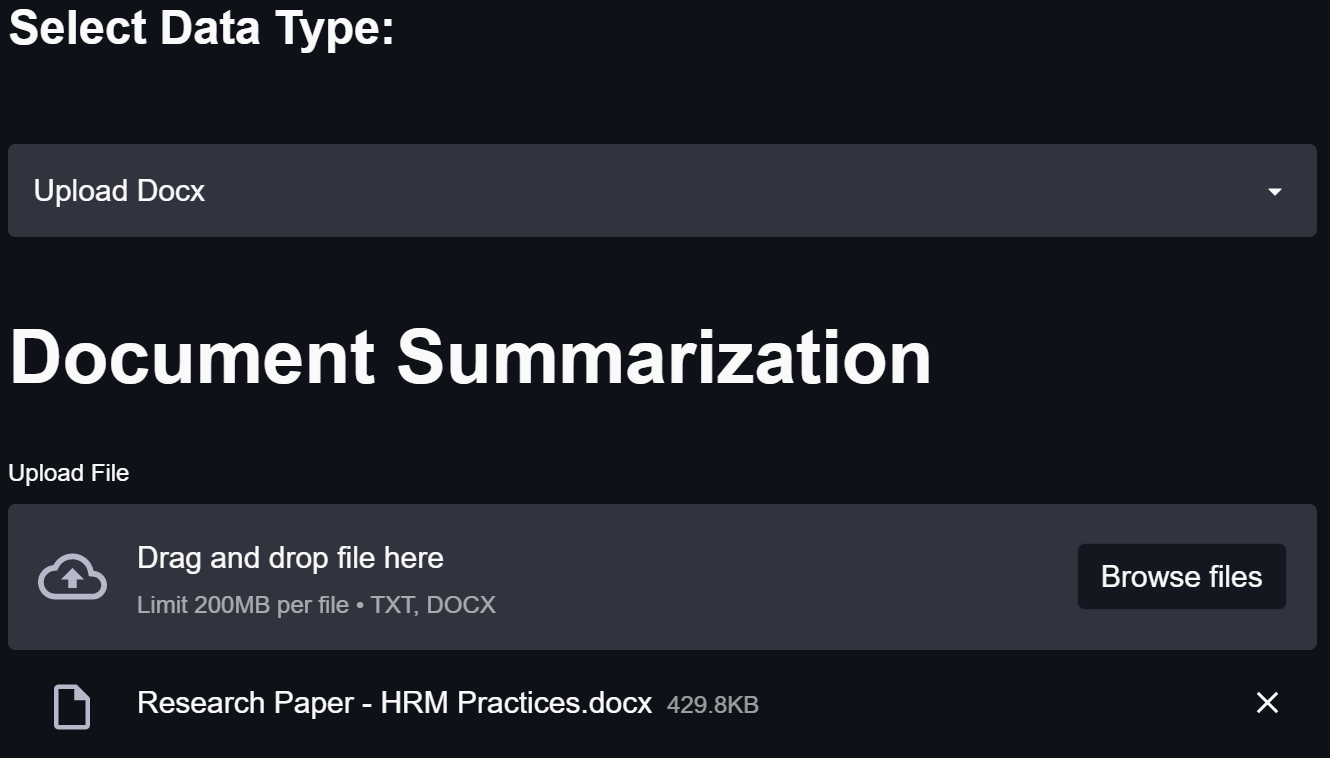 Select Data Type:
Upload Docx
Document Summarization
Upload File
Drag and drop file here
Limit 200MB per file • TXT, DOCX
Browse files
Research Paper - HRM Practices.docx 429.8KB